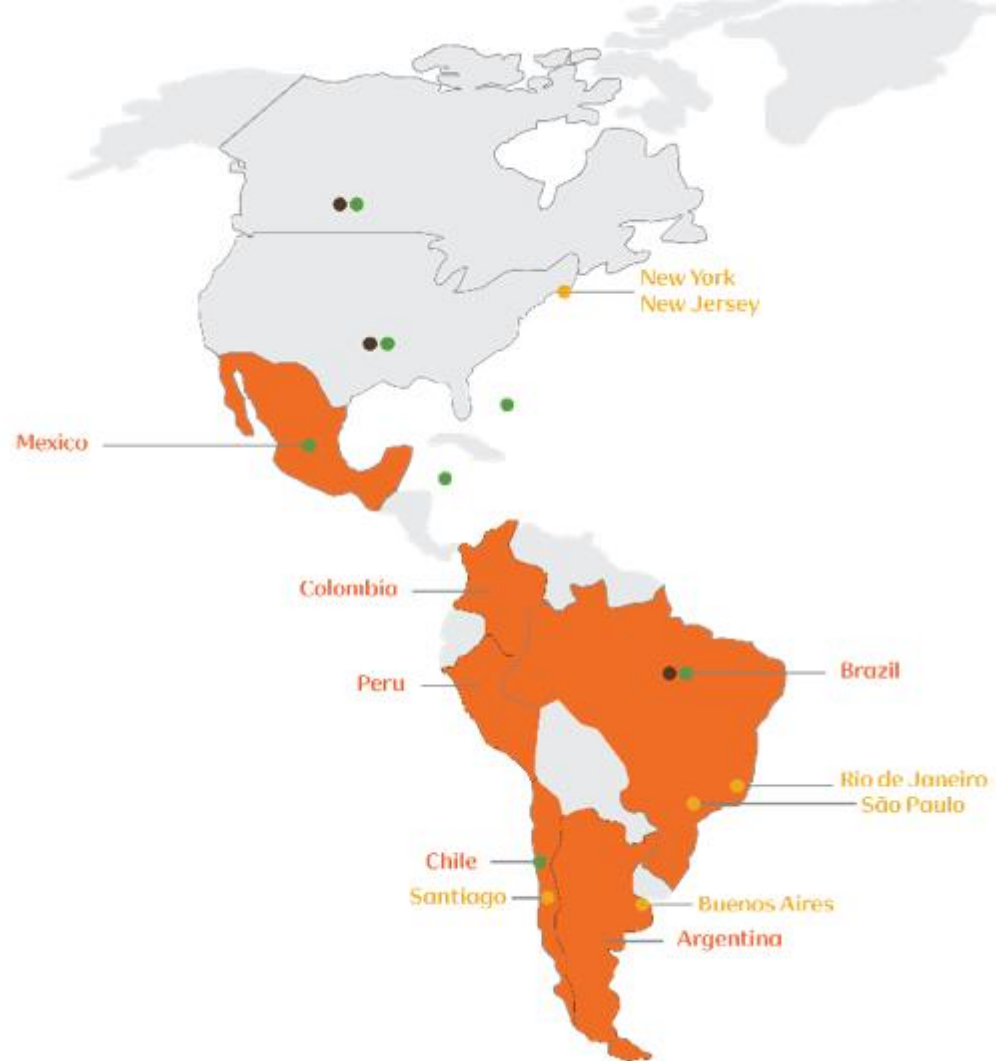 New York
New Jersey
Mexico
Colombia
Peru
Brazil
Rio de Janeiro
São Paulo
Chile
Santiago
Buenos Aires
Argentina